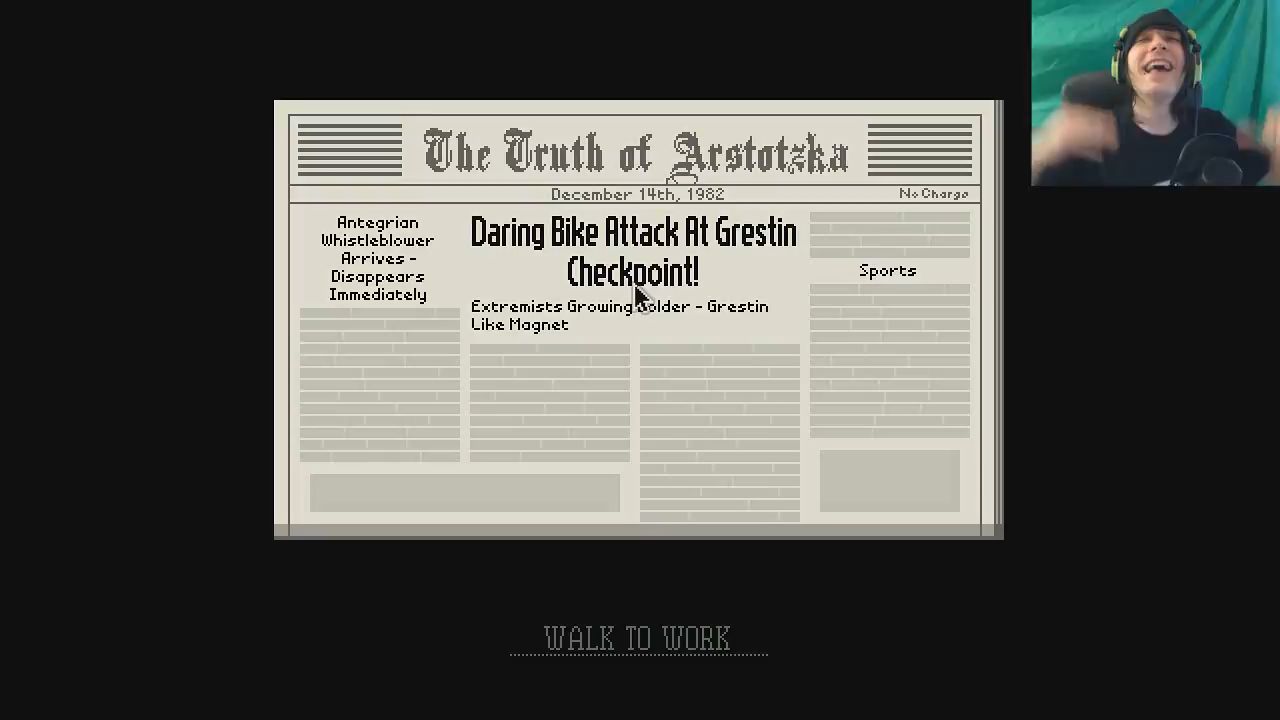 The Truth of Arstotzka
December 14th, 1982
No Charge
Antegrian
Whistleblower
Arrives -
Disappears
Immediately
Daring Bike Attack At Grestin
Checkpoint!
Extremists Growing Bolder - Grestin
Like Magnet
Sports
WALK TO WORK